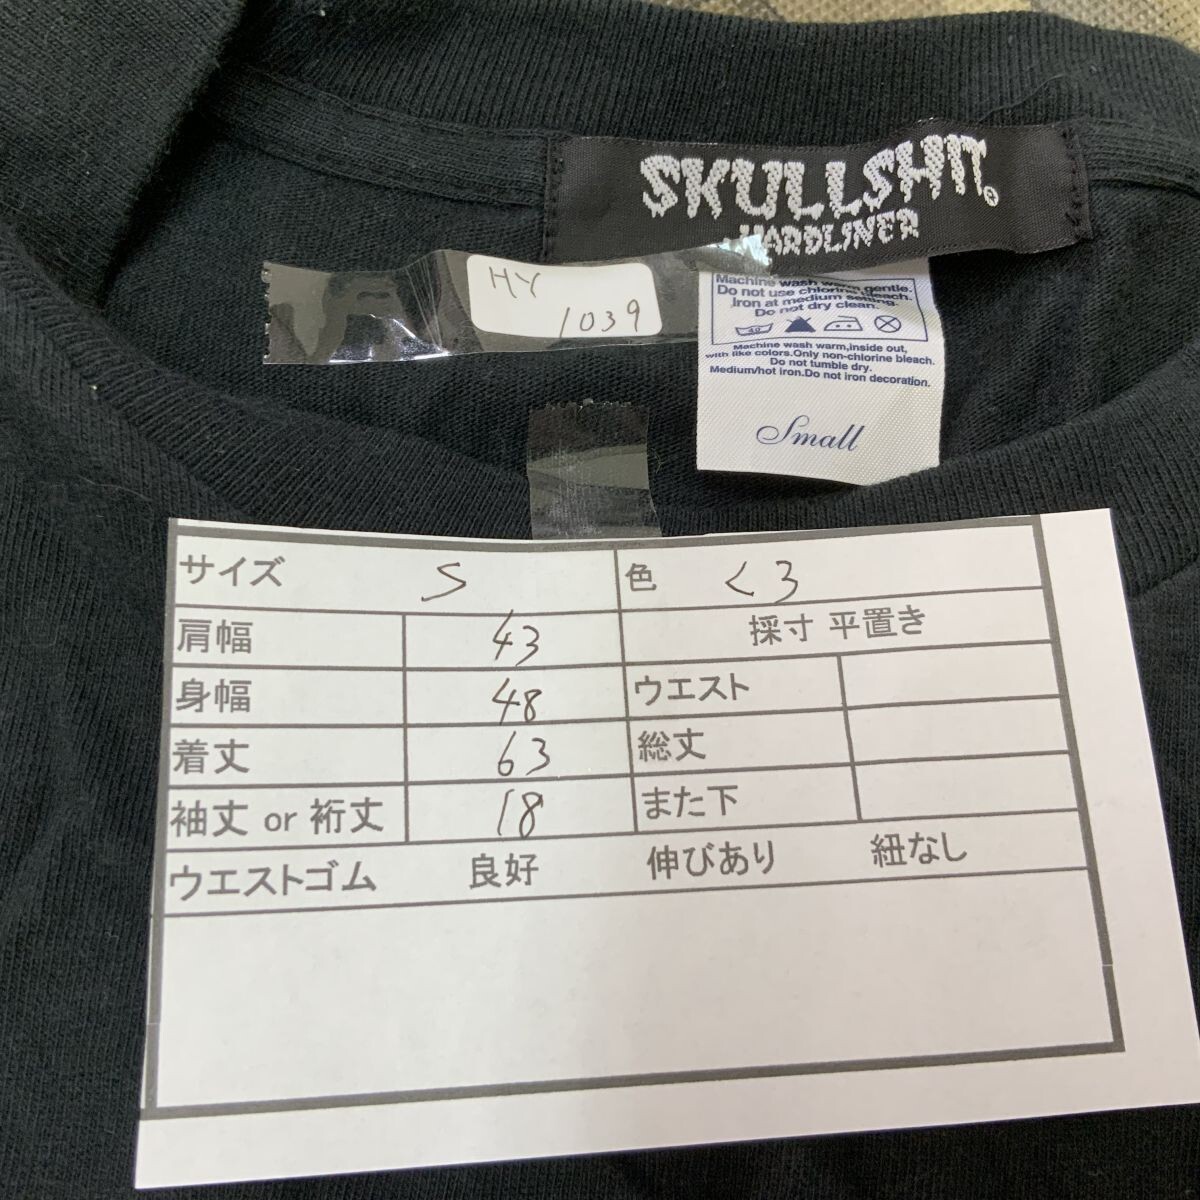 SKULLSHIT®
HARDLINER
HY
1039
Machine wash warm gentle.
Do not use chlorine bleach.
Iron at medium setting.
Do not dry clean.
40
Machine wash warm,inside out,
with like colors.Only non-chlorine bleach.
Do not tumble dry.
Medium/hot iron.Do not iron decoration.
Small
サイズ S 色 くろ
肩幅 43 採寸 平置き
身幅 48 ウエスト
着丈 63 総丈
袖丈 or 裄丈 18 また下
ウエストゴム 良好 伸びあり 紐なし